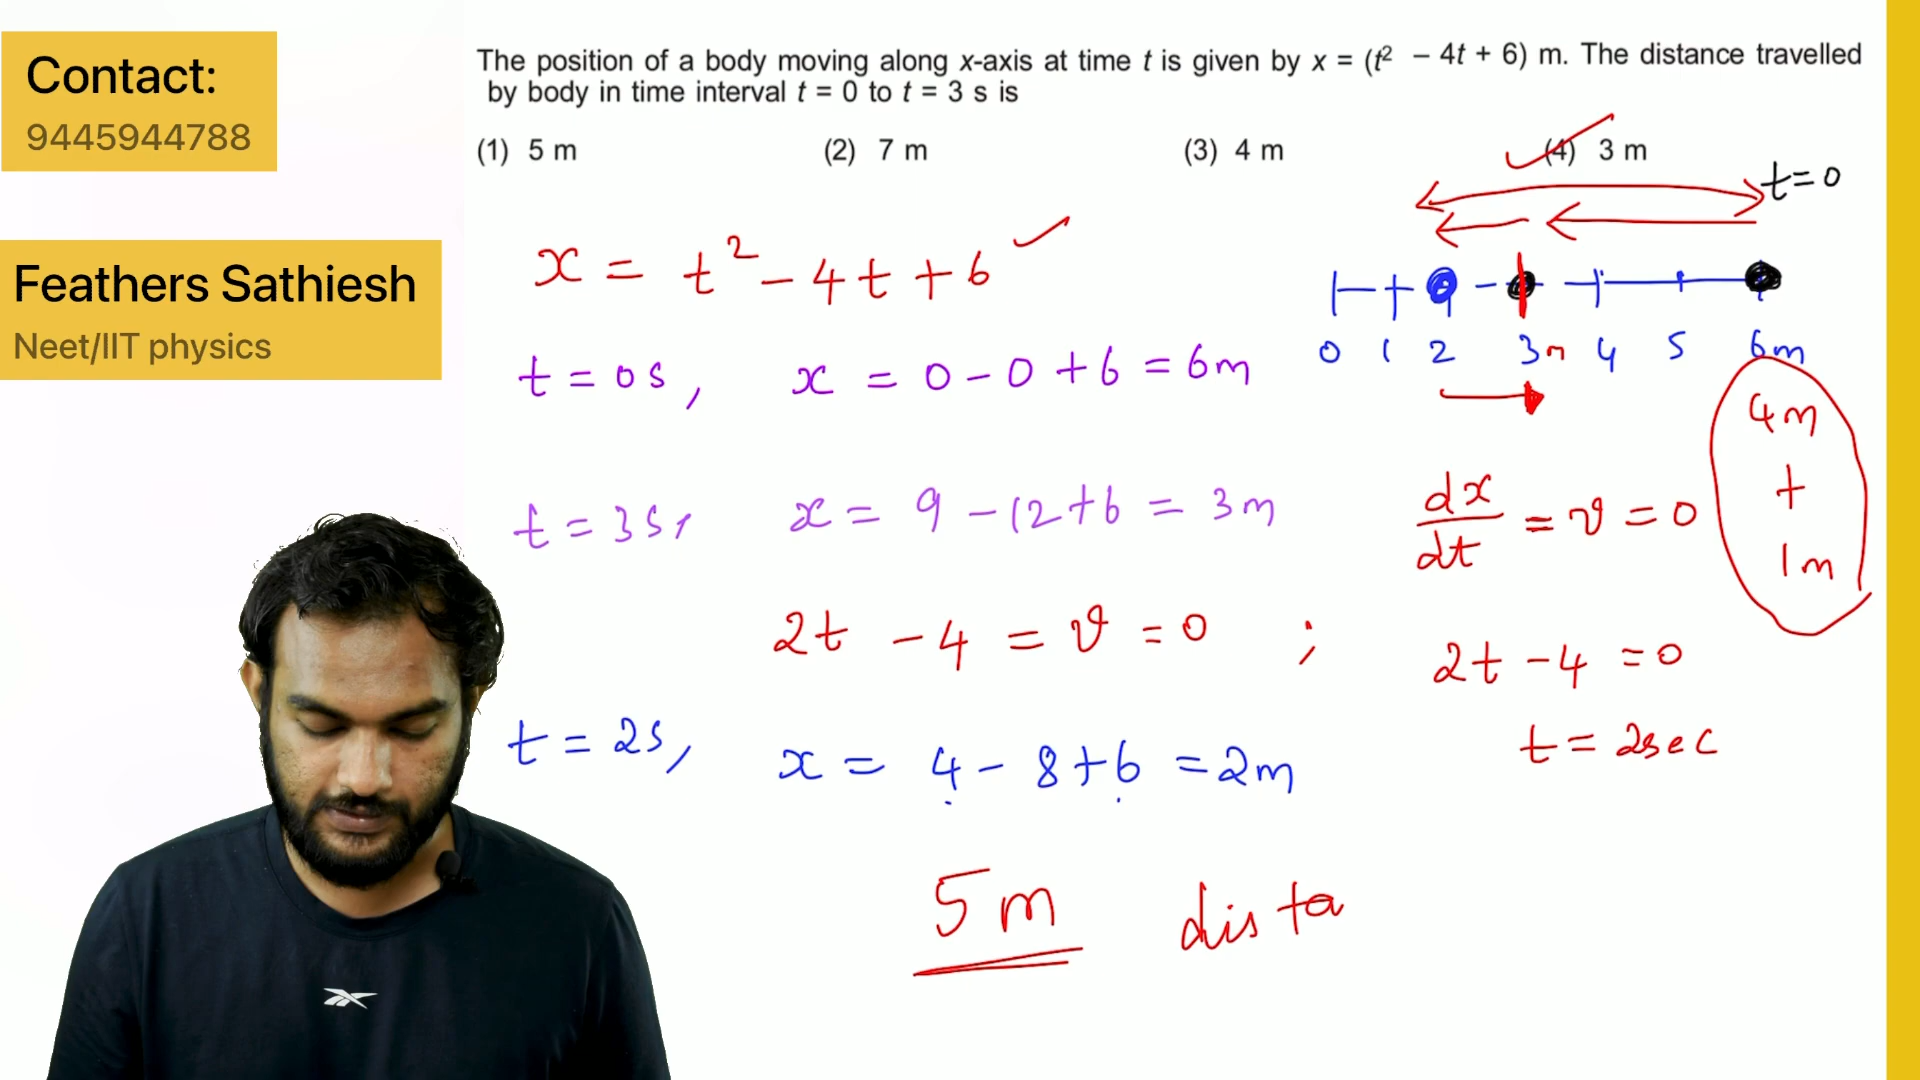 Contact:
9445944788
Feathers Sathiesh
Neet/IIT physics
The position of a body moving along x-axis at time t is given by x = (t² – 4t + 6) m. The distance travelled
by body in time interval t = 0 to t = 3 s is
(1) 5 m (2) 7 m (3) 4 m (4) 3 m
t=0
x = t² - 4t + 6
0 1 2 3m 4 5 6m
t = 0s, x = 0 - 0 + 6 = 6m
4m
+
1m
t = 3s, x = 9 - 12 + 6 = 3m
dx/dt = v = 0
2t - 4 = v = 0 ;
2t - 4 = 0
t = 2s, x = 4 - 8 + 6 = 2m
t = 2sec
5m dista